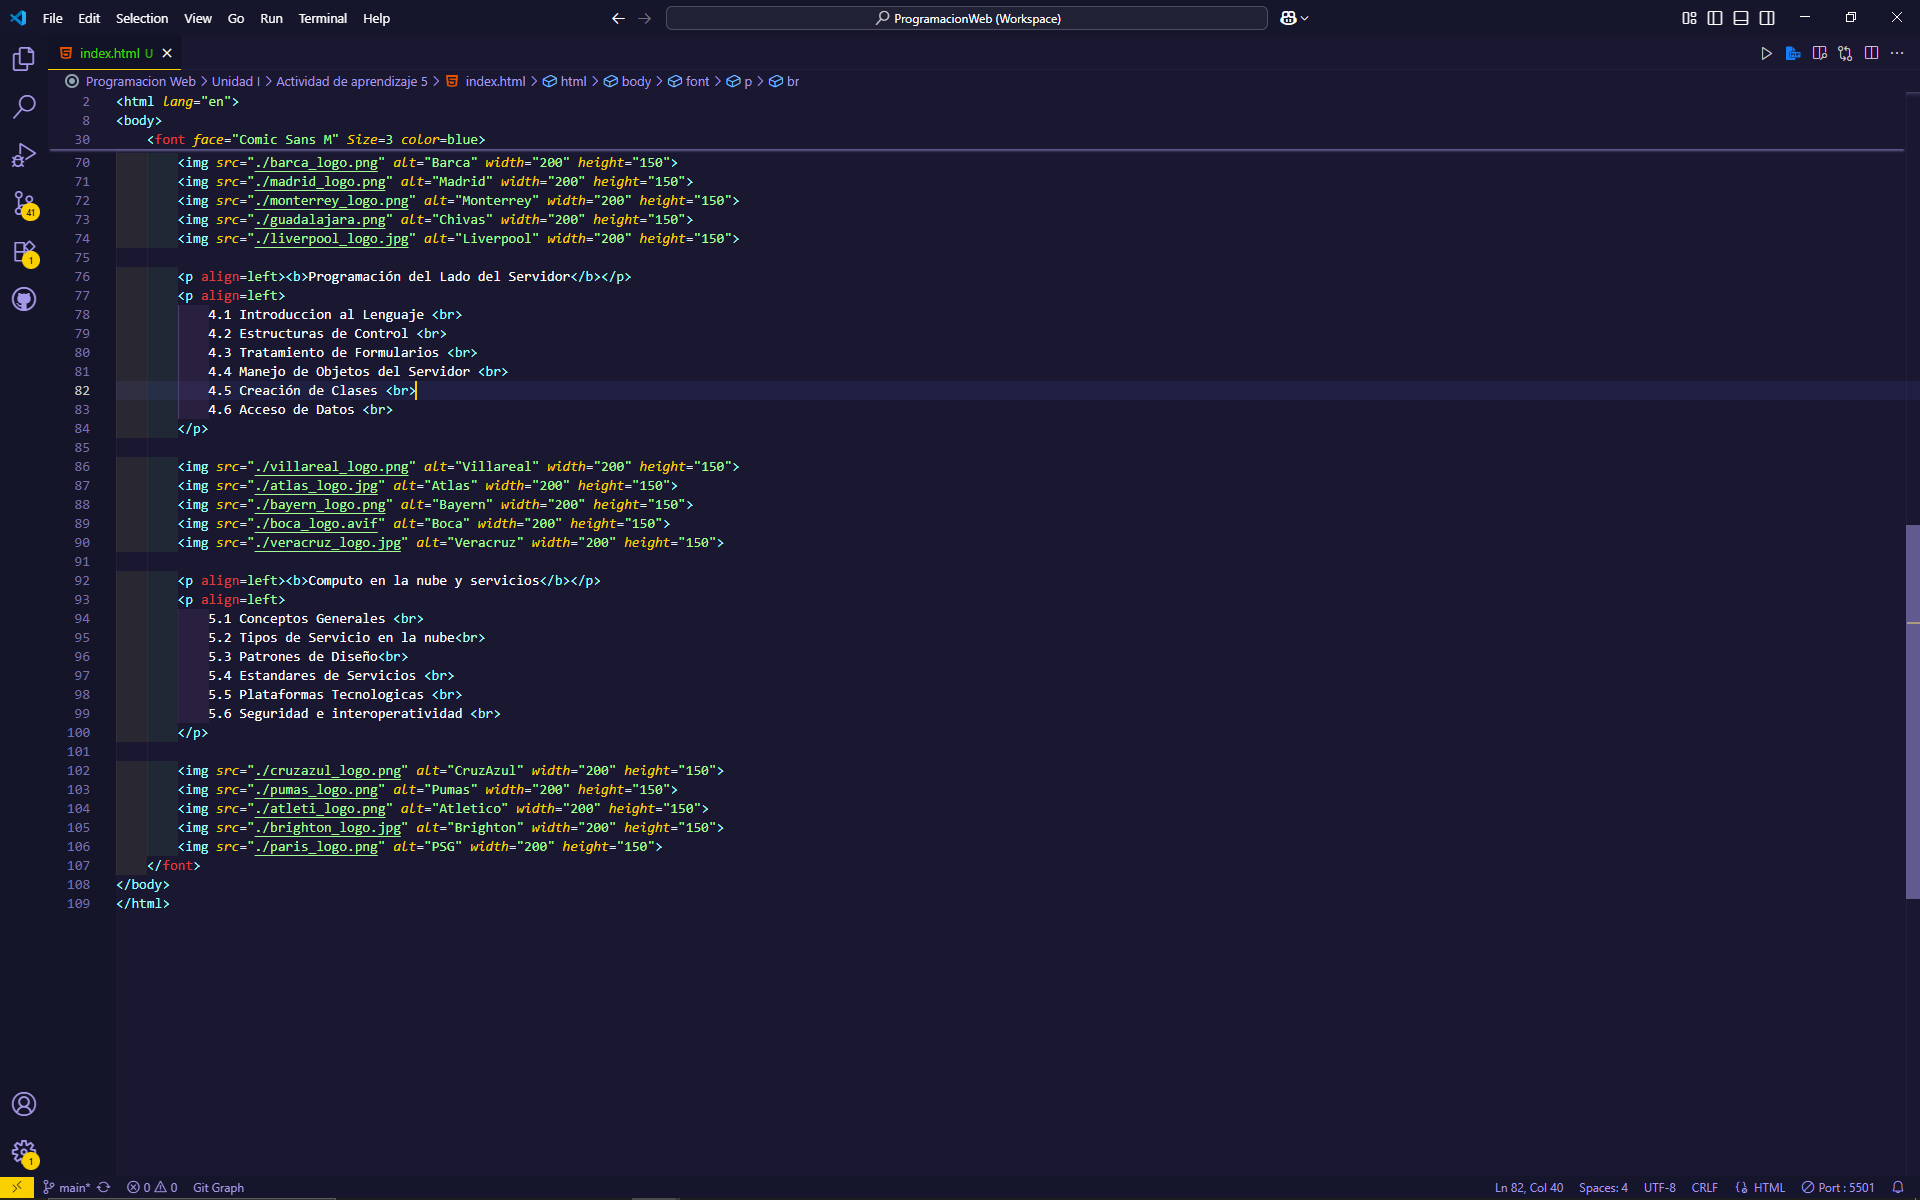 File Edit Selection View Go Run Terminal Help ProgramacionWeb (Workspace)
index.html U
Programacion Web > Unidad I > Actividad de aprendizaje 5 > index.html > html > body > font > p > br
2 <html lang="en">
8 <body>
30 <font face="Comic Sans M" Size=3 color=blue>
70 <img src="./barca_logo.png" alt="Barca" width="200" height="150">
71 <img src="./madrid_logo.png" alt="Madrid" width="200" height="150">
72 <img src="./monterrey_logo.png" alt="Monterrey" width="200" height="150">
73 <img src="./guadalajara.png" alt="Chivas" width="200" height="150">
74 <img src="./liverpool_logo.jpg" alt="Liverpool" width="200" height="150">
75
76 <p align=left><b>Programación del Lado del Servidor</b></p>
77 <p align=left>
78 4.1 Introduccion al Lenguaje <br>
79 4.2 Estructuras de Control <br>
80 4.3 Tratamiento de Formularios <br>
81 4.4 Manejo de Objetos del Servidor <br>
82 4.5 Creación de Clases <br>
83 4.6 Acceso de Datos <br>
84 </p>
85
86 <img src="./villareal_logo.png" alt="Villareal" width="200" height="150">
87 <img src="./atlas_logo.jpg" alt="Atlas" width="200" height="150">
88 <img src="./bayern_logo.png" alt="Bayern" width="200" height="150">
89 <img src="./boca_logo.avif" alt="Boca" width="200" height="150">
90 <img src="./veracruz_logo.jpg" alt="Veracruz" width="200" height="150">
91
92 <p align=left><b>Computo en la nube y servicios</b></p>
93 <p align=left>
94 5.1 Conceptos Generales <br>
95 5.2 Tipos de Servicio en la nube<br>
96 5.3 Patrones de Diseño<br>
97 5.4 Estandares de Servicios <br>
98 5.5 Plataformas Tecnologicas <br>
99 5.6 Seguridad e interoperatividad <br>
100 </p>
101
102 <img src="./cruzazul_logo.png" alt="CruzAzul" width="200" height="150">
103 <img src="./pumas_logo.png" alt="Pumas" width="200" height="150">
104 <img src="./atleti_logo.png" alt="Atletico" width="200" height="150">
105 <img src="./brighton_logo.jpg" alt="Brighton" width="200" height="150">
106 <img src="./paris_logo.png" alt="PSG" width="200" height="150">
107 </font>
108 </body>
109 </html>
41
1
1
main* 0 0 Git Graph Ln 82, Col 40 Spaces: 4 UTF-8 CRLF HTML Port : 5501